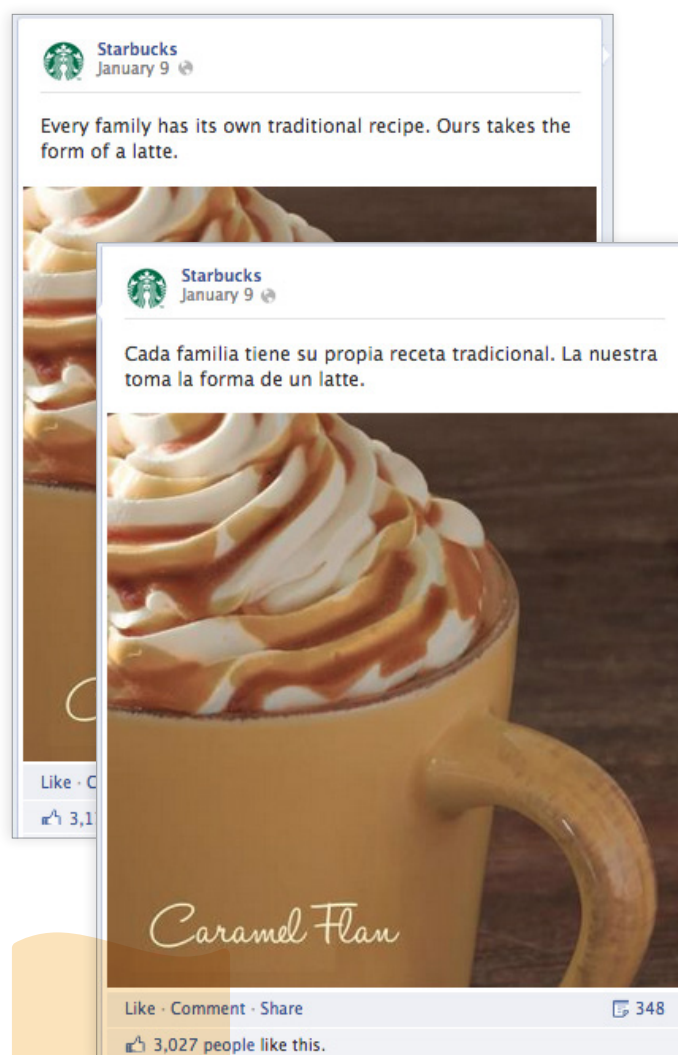 Starbucks
January 9
Every family has its own traditional recipe. Ours takes the
form of a latte.
Like ·
Starbucks
January 9
Cada familia tiene su propia receta tradicional. La nuestra
toma la forma de un latte.
Caramel Flan
Like · Comment · Share
348
3,027 people like this.